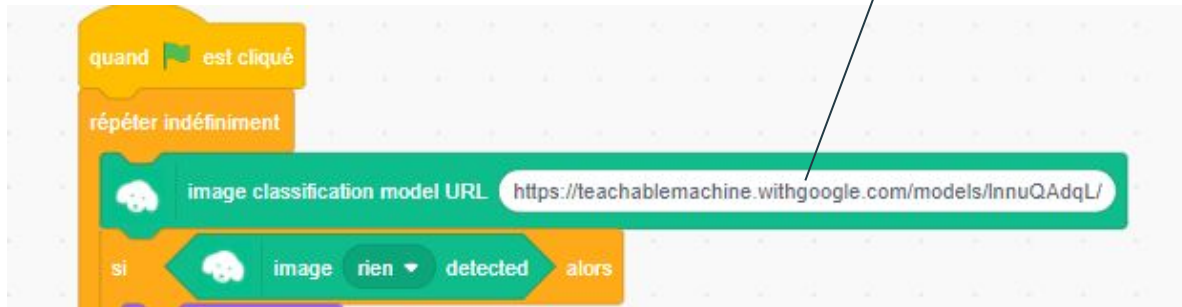 quand est cliqué
répéter indéfiniment
image classification model URL https://teachablemachine.withgoogle.com/models/InnuQAdqL/
si image rien detected alors